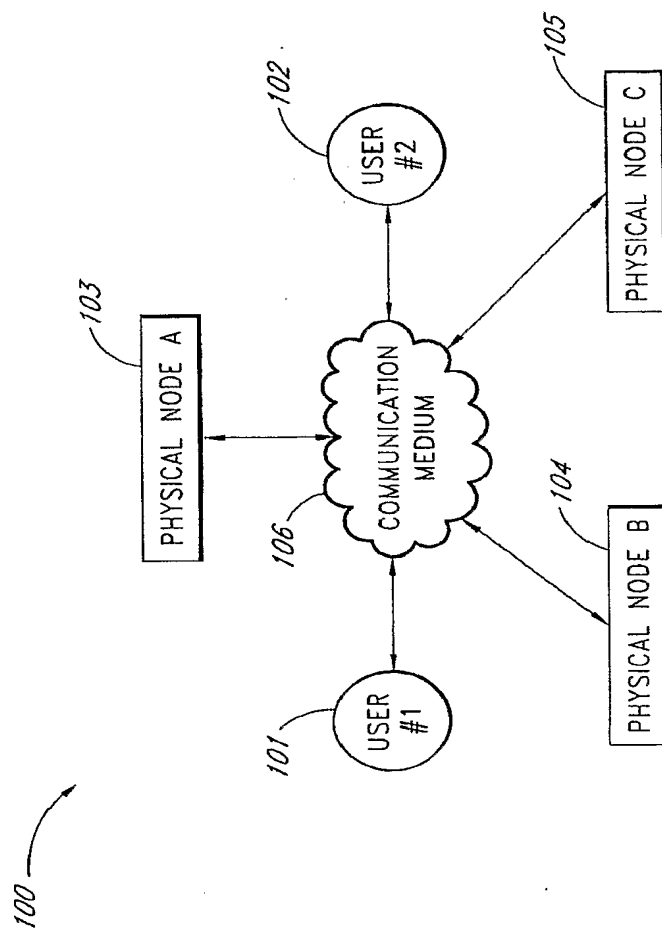 100
103
PHYSICAL NODE A
101
USER
#1
106
COMMUNICATION
MEDIUM
102
USER
#2
104
PHYSICAL NODE B
105
PHYSICAL NODE C